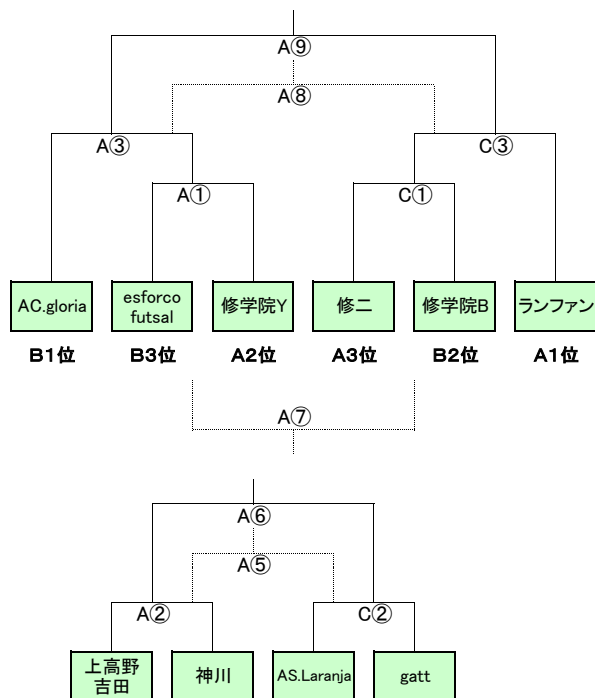 A⑨
A⑧
A③
C③
A①
C①
AC.gloria
esforco
futsal
修学院Y
修二
修学院B
ランファン
B1位
B3位
A2位
A3位
B2位
A1位
A⑦
A⑥
A⑤
A②
C②
上高野
吉田
神川
AS.Laranja
gatt